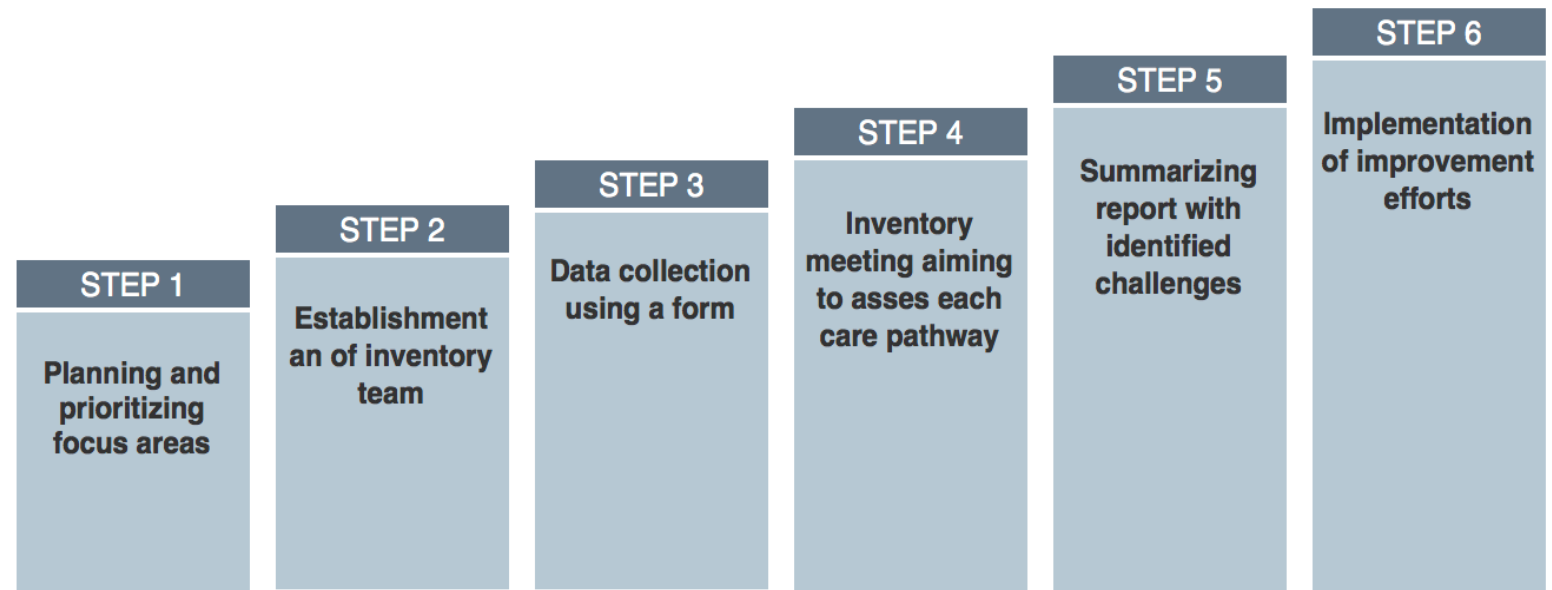 STEP 1
Planning and
prioritizing
focus areas
STEP 2
Establishment
an of inventory
team
STEP 3
Data collection
using a form
STEP 4
Inventory
meeting aiming
to asses each
care pathway
STEP 5
Summarizing
report with
identified
challenges
STEP 6
Implementation
of improvement
efforts